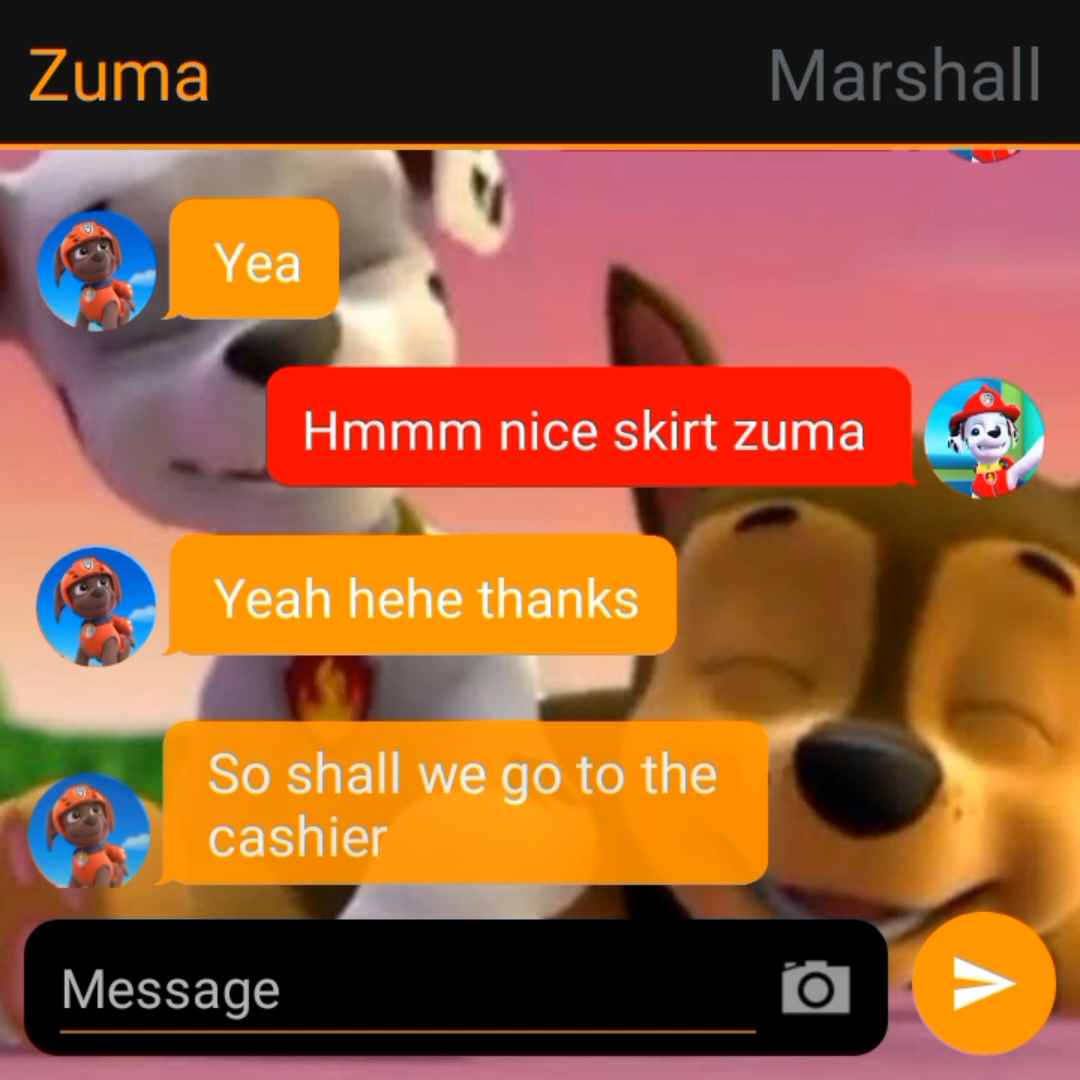 Zuma
Marshall
Yea
Hmmm nice skirt zuma
Yeah hehe thanks
So shall we go to the
cashier
Message